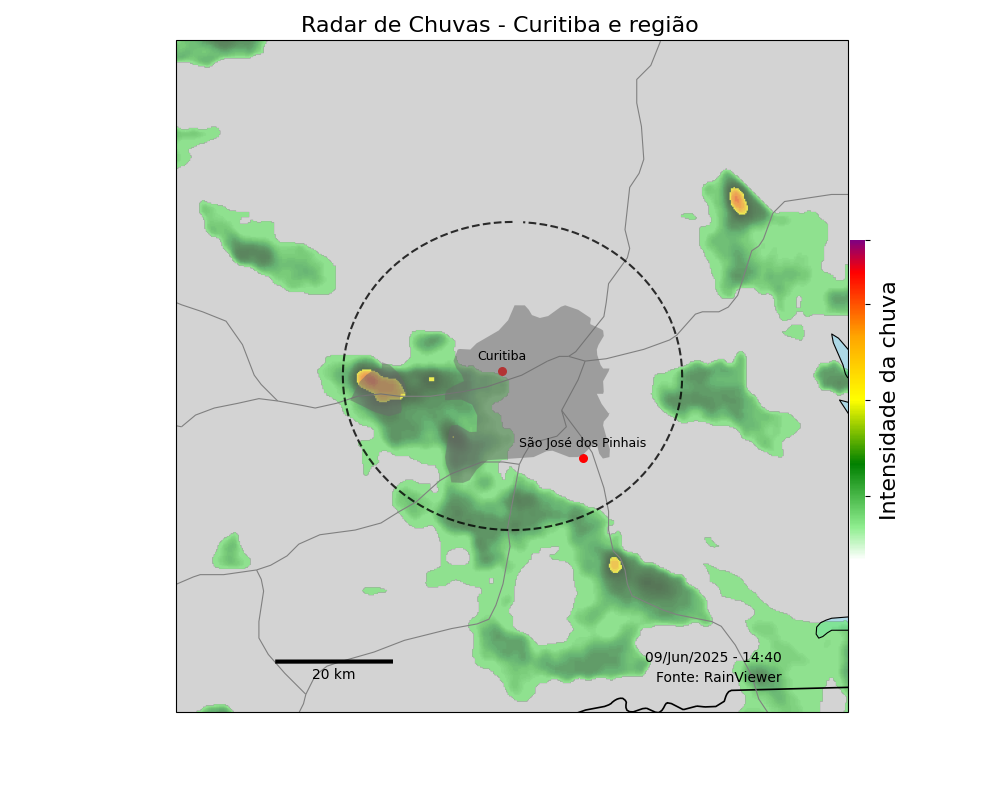 Radar de Chuvas - Curitiba e região
Curitiba
São José dos Pinhais
Intensidade da chuva
09/Jun/2025 - 14:40
Fonte: RainViewer
20 km